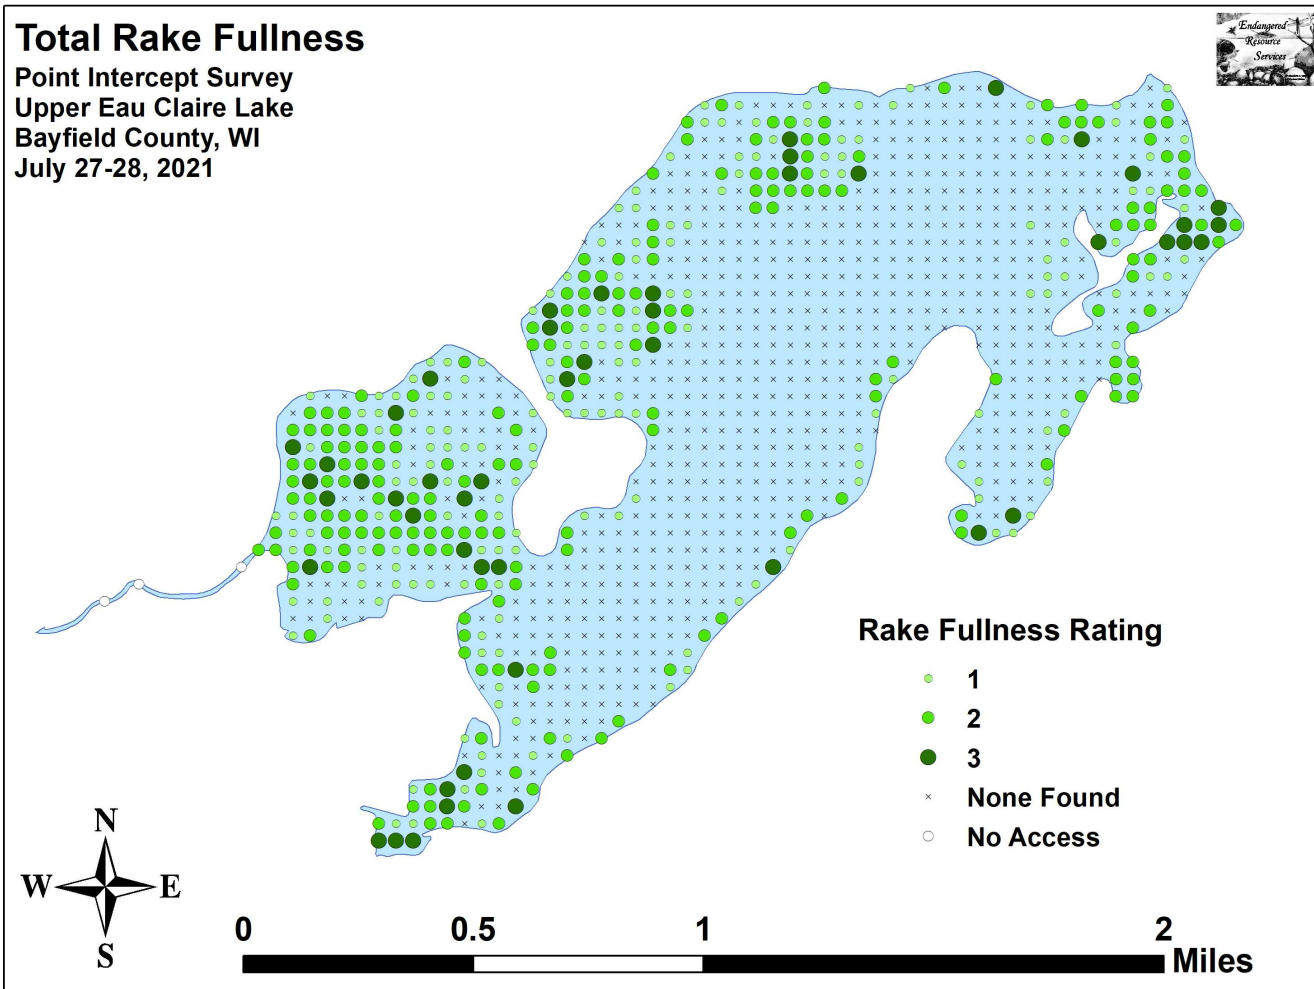 Total Rake Fullness
Point Intercept Survey
Upper Eau Claire Lake
Bayfield County, WI
July 27-28, 2021
Endangered
Resource
Services
Rake Fullness Rating
1
2
3
None Found
No Access
N
W E
S
0 0.5 1 2
Miles